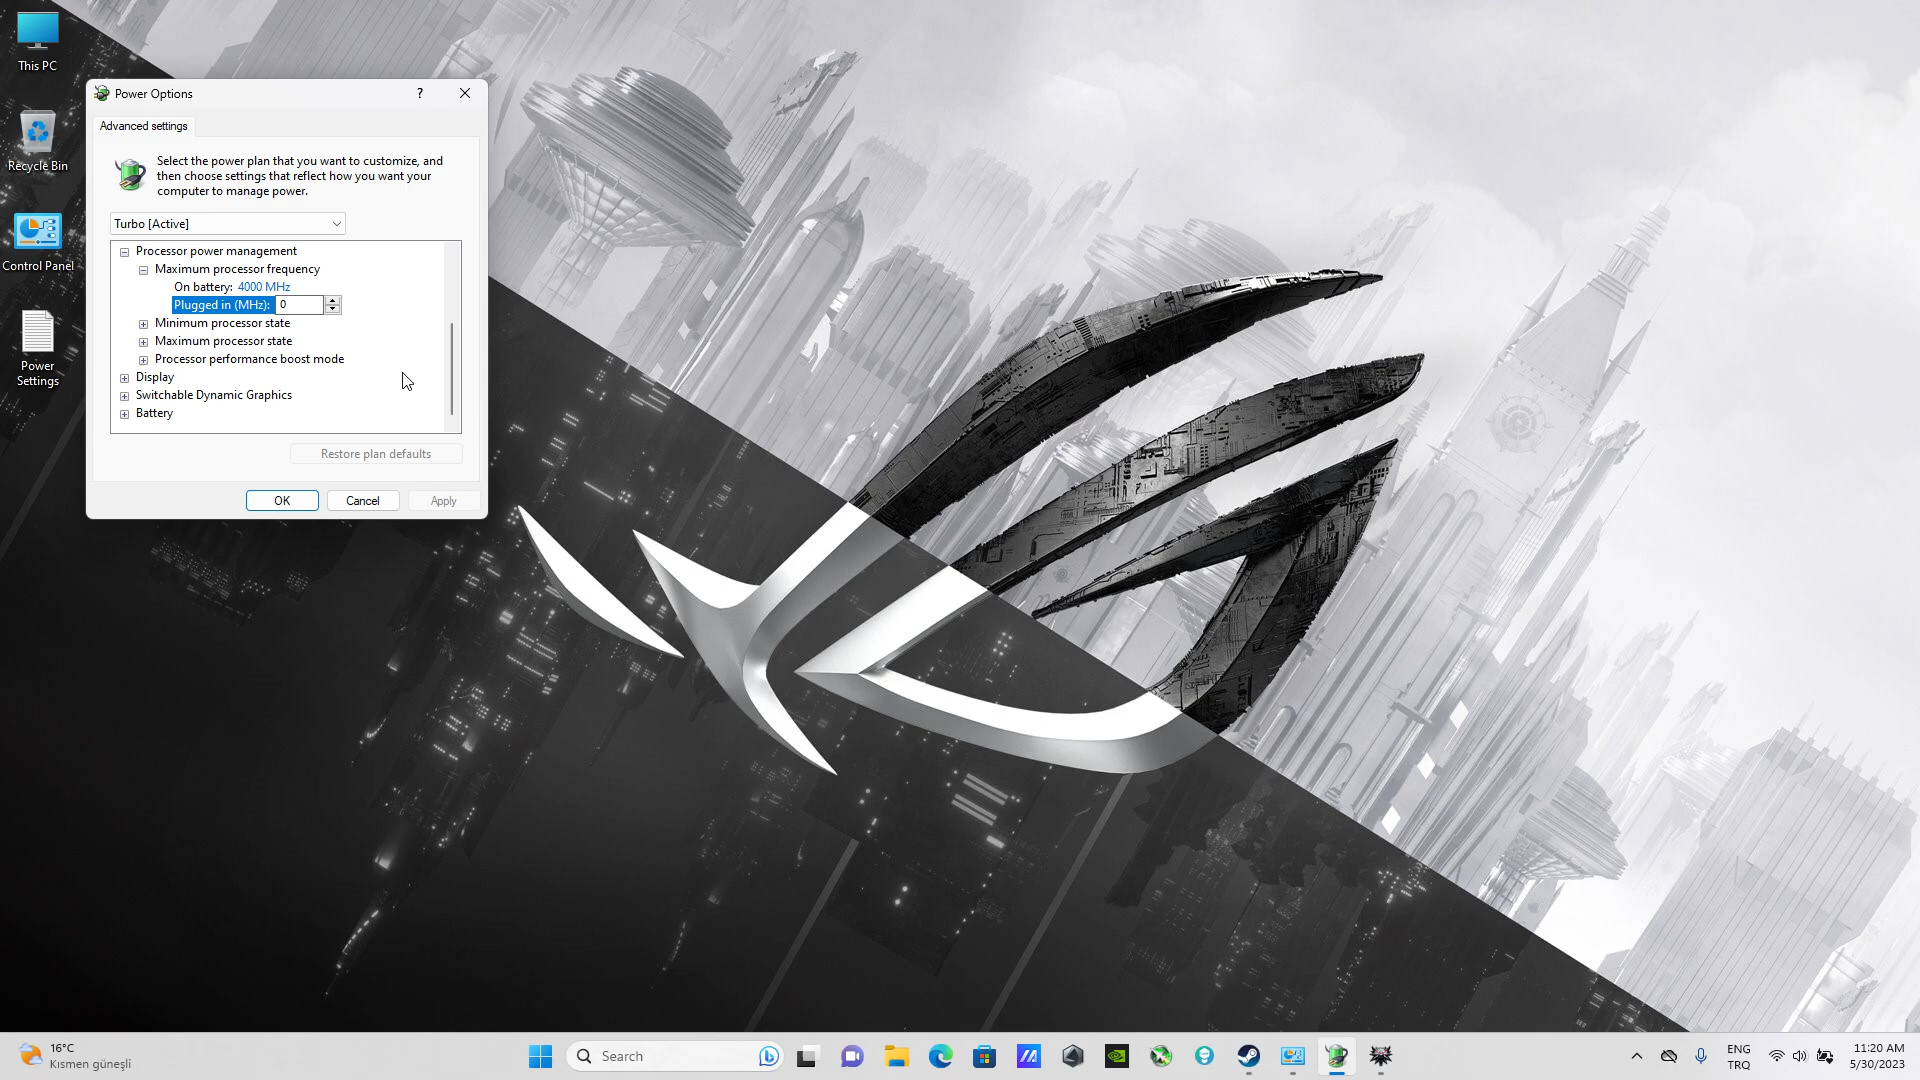 This PC
Recycle Bin
Control Panel
Power
Settings
Power Options
?
Advanced settings
Select the power plan that you want to customize, and
then choose settings that reflect how you want your
computer to manage power.
Turbo [Active]
Processor power management
Maximum processor frequency
On battery: 4000 MHz
Plugged in (MHz): 0
Minimum processor state
Maximum processor state
Processor performance boost mode
Display
Switchable Dynamic Graphics
Battery
Restore plan defaults
OK Cancel Apply
16°C
Kısmen güneşli
Search
ENG
TRQ
11:20 AM
5/30/2023